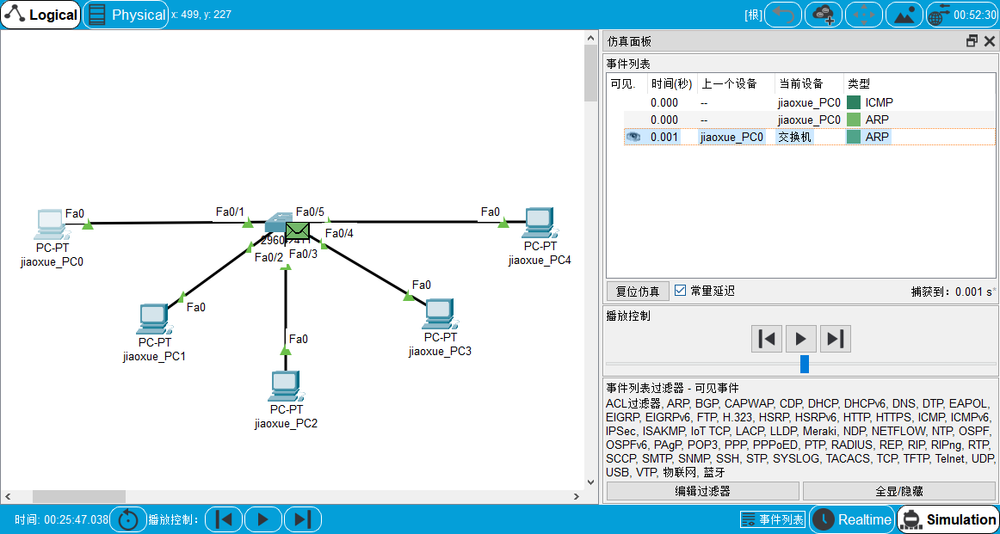 Logical
Physical
x: 499, y: 227
[根]
00:52:30
Fa0
Fa0/1
Fa0/5
Fa0
Fa0/4
PC-PT
jiaoxue_PC0
Fa0/2
Fa0/3
PC-PT
jiaoxue_PC4
Fa0
Fa0
PC-PT
jiaoxue_PC1
PC-PT
jiaoxue_PC3
Fa0
PC-PT
jiaoxue_PC2
仿真面板
事件列表
可见. 时间(秒) 上一个设备 当前设备 类型
0.000 -- jiaoxue_PC0 ICMP
0.000 -- jiaoxue_PC0 ARP
0.001 jiaoxue_PC0 交换机 ARP
复位仿真 常量延迟 捕获到: 0.001 s
播放控制
事件列表过滤器 - 可见事件
ACL过滤器, ARP, BGP, CAPWAP, CDP, DHCP, DHCPv6, DNS, DTP, EAPOL,
EIGRP, EIGRPv6, FTP, H.323, HSRP, HSRPv6, HTTP, HTTPS, ICMP, ICMPv6,
IPSec, ISAKMP, IoT TCP, LACP, LLDP, Meraki, NDP, NETFLOW, NTP, OSPF,
OSPFv6, PAgP, POP3, PPP, PPPoED, PTP, RADIUS, REP, RIP, RIPng, RTP,
SCCP, SMTP, SNMP, SSH, STP, SYSLOG, TACACS, TCP, TFTP, Telnet, UDP,
USB, VTP, 物联网, 蓝牙
编辑过滤器 全显/隐藏
时间: 00:25:47.038 播放控制: 事件列表 Realtime Simulation